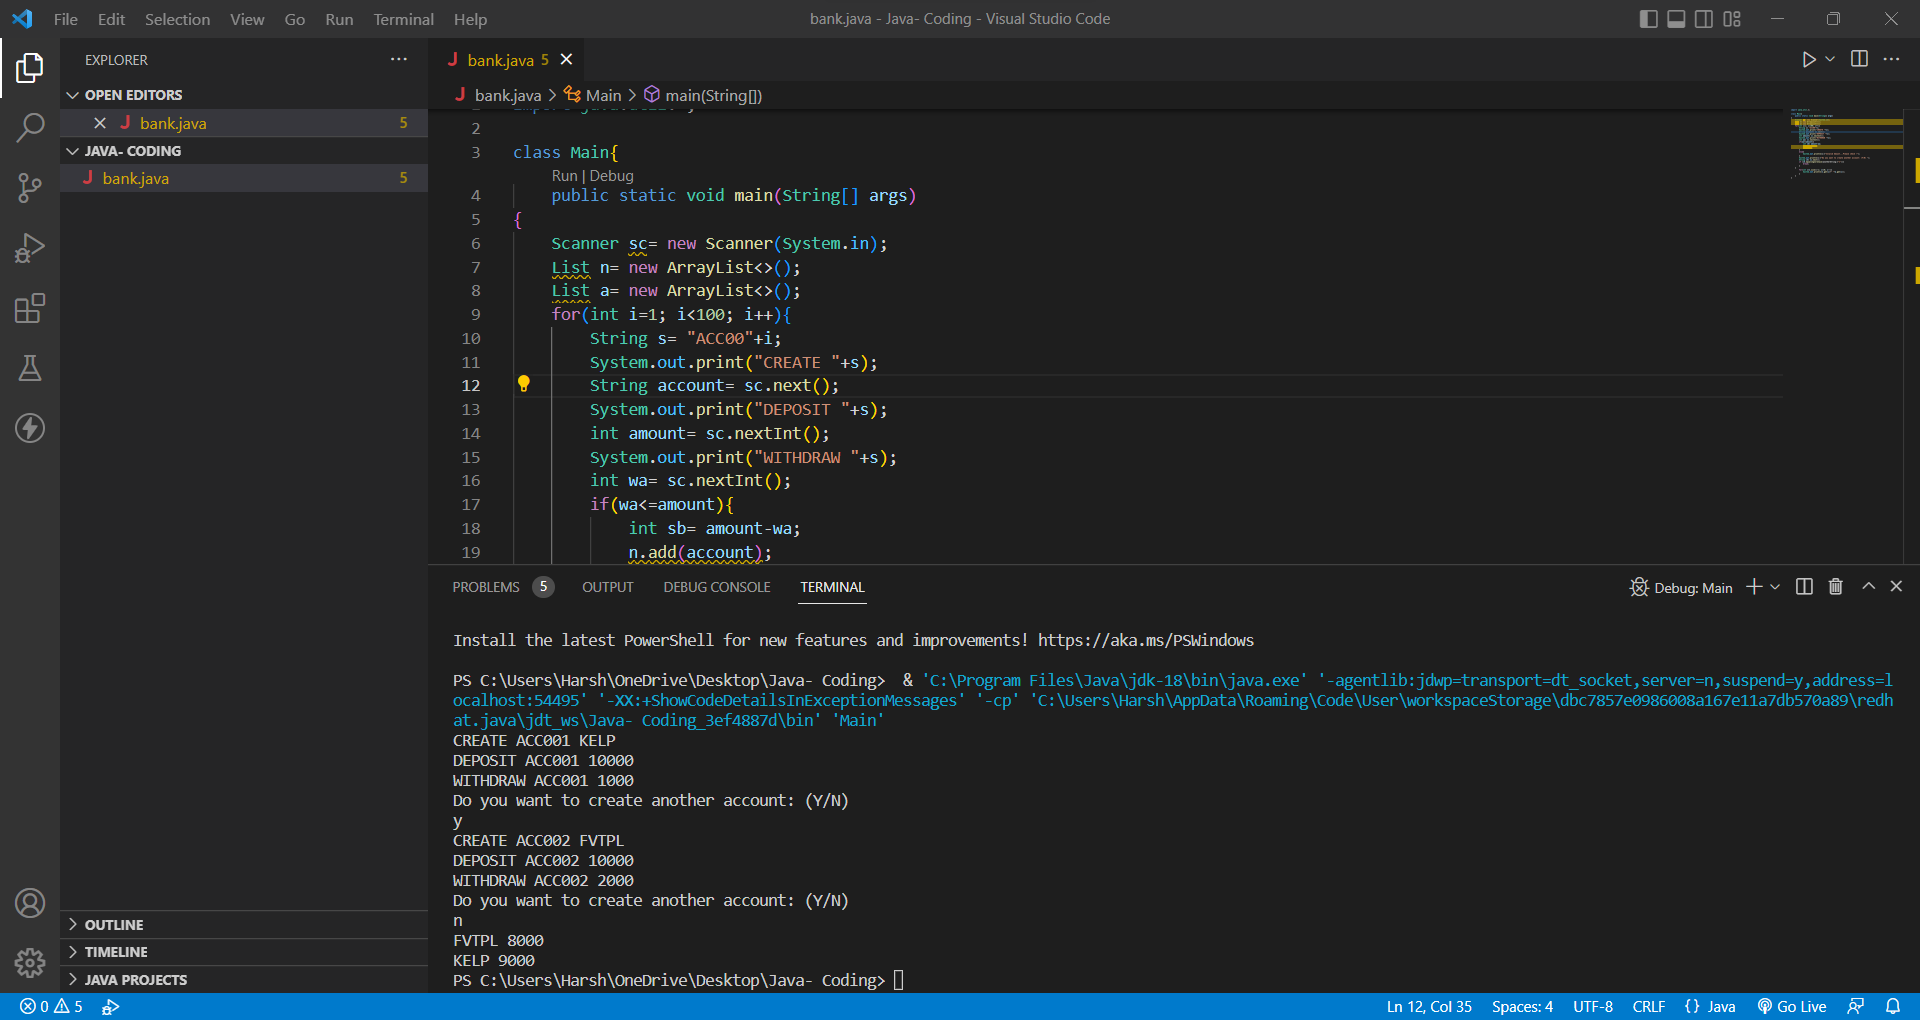 File Edit Selection View Go Run Terminal Help
bank.java - Java- Coding - Visual Studio Code
EXPLORER
OPEN EDITORS
bank.java 5
JAVA- CODING
bank.java 5
OUTLINE
TIMELINE
JAVA PROJECTS
bank.java 5
bank.java > Main > main(String[])
2
3 class Main{
Run | Debug
4 public static void main(String[] args)
5 {
6 Scanner sc= new Scanner(System.in);
7 List n= new ArrayList<>();
8 List a= new ArrayList<>();
9 for(int i=1; i<100; i++){
10 String s= "ACC00"+i;
11 System.out.print("CREATE "+s);
12 String account= sc.next();
13 System.out.print("DEPOSIT "+s);
14 int amount= sc.nextInt();
15 System.out.print("WITHDRAW "+s);
16 int wa= sc.nextInt();
17 if(wa<=amount){
18 int sb= amount-wa;
19 n.add(account);
PROBLEMS 5 OUTPUT DEBUG CONSOLE TERMINAL
Debug: Main
Install the latest PowerShell for new features and improvements! https://aka.ms/PSWindows
PS C:\Users\Harsh\OneDrive\Desktop\Java- Coding> & 'C:\Program Files\Java\jdk-18\bin\java.exe' '-agentlib:jdwp=transport=dt_socket,server=n,suspend=y,address=l
ocalhost:54495' '-XX:+ShowCodeDetailsInExceptionMessages' '-cp' 'C:\Users\Harsh\AppData\Roaming\Code\User\workspaceStorage\dbc7857e0986008a167e11a7db570a89\redh
at.java\jdt_ws\Java- Coding_3ef4887d\bin' 'Main'
CREATE ACC001 KELP
DEPOSIT ACC001 10000
WITHDRAW ACC001 1000
Do you want to create another account: (Y/N)
y
CREATE ACC002 FVTPL
DEPOSIT ACC002 10000
WITHDRAW ACC002 2000
Do you want to create another account: (Y/N)
n
FVTPL 8000
KELP 9000
PS C:\Users\Harsh\OneDrive\Desktop\Java- Coding>
0 5
Ln 12, Col 35 Spaces: 4 UTF-8 CRLF {} Java Go Live